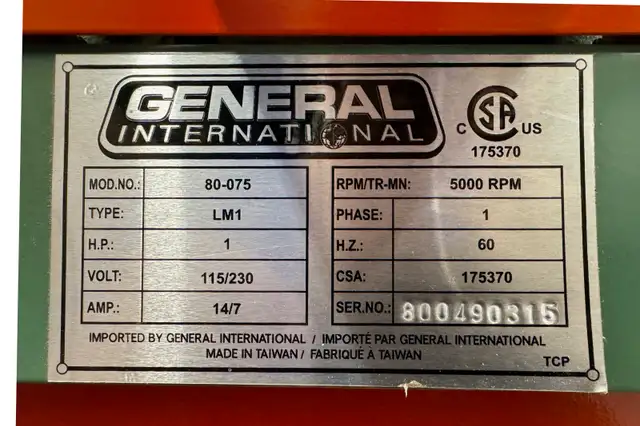 GENERAL
INTERNATIONAL
C SA US
175370
MOD.NO.: 80-075
TYPE: LM1
H.P.: 1
VOLT: 115/230
AMP.: 14/7
RPM/TR-MN: 5000 RPM
PHASE: 1
H.Z.: 60
CSA: 175370
SER.NO.: 800490315
IMPORTED BY GENERAL INTERNATIONAL / IMPORTÉ PAR GENERAL INTERNATIONAL
MADE IN TAIWAN / FABRIQUÉ A TAIWAN
TCP